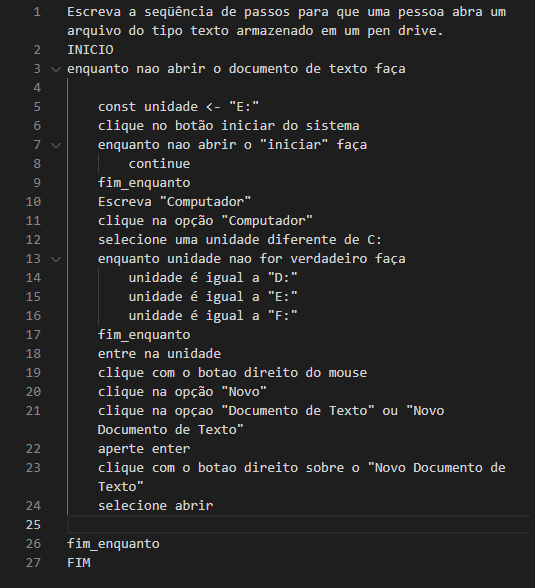 1 Escreva a seqüência de passos para que uma pessoa abra um
arquivo do tipo texto armazenado em um pen drive.
2 INICIO
3 enquanto nao abrir o documento de texto faça
4
5 const unidade <- "E:"
6 clique no botão iniciar do sistema
7 enquanto nao abrir o "iniciar" faça
8 continue
9 fim_enquanto
10 Escreva "Computador"
11 clique na opção "Computador"
12 selecione uma unidade diferente de C:
13 enquanto unidade nao for verdadeiro faça
14 unidade é igual a "D:"
15 unidade é igual a "E:"
16 unidade é igual a "F:"
17 fim_enquanto
18 entre na unidade
19 clique com o botao direito do mouse
20 clique na opção "Novo"
21 clique na opçao "Documento de Texto" ou "Novo
Documento de Texto"
22 aperte enter
23 clique com o botao direito sobre o "Novo Documento de
Texto"
24 selecione abrir
25
26 fim_enquanto
27 FIM